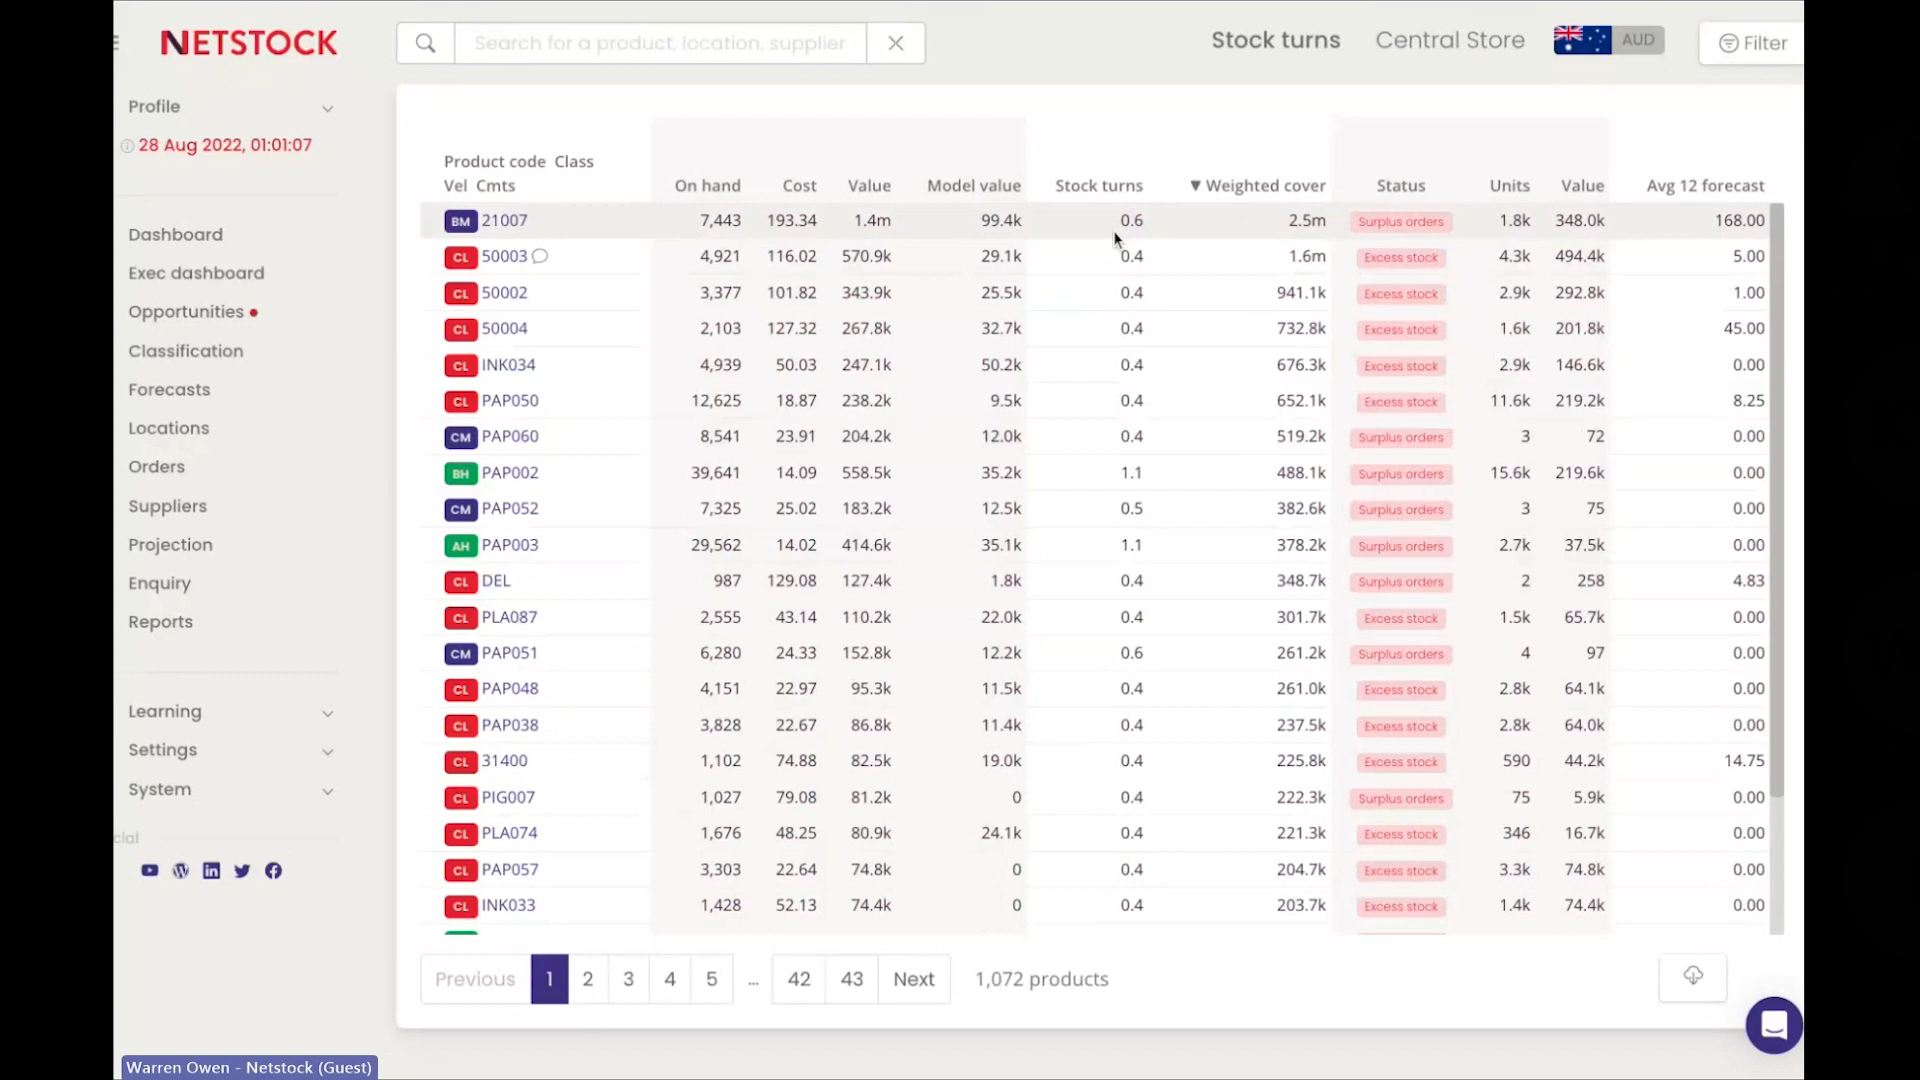 NETSTOCK
Search for a product, location, supplier
Stock turns Central Store AUD Filter
Profile
28 Aug 2022, 01:01:07
Dashboard
Exec dashboard
Opportunities
Classification
Forecasts
Locations
Orders
Suppliers
Projection
Enquiry
Reports
Learning
Settings
System
cial
Product code Class
Vel Cmts On hand Cost Value Model value Stock turns ▼ Weighted cover Status Units Value Avg 12 forecast
BM 21007 7,443 193.34 1.4m 99.4k 0.6 2.5m Surplus orders 1.8k 348.0k 168.00
CL 50003 4,921 116.02 570.9k 29.1k 0.4 1.6m Excess stock 4.3k 494.4k 5.00
CL 50002 3,377 101.82 343.9k 25.5k 0.4 941.1k Excess stock 2.9k 292.8k 1.00
CL 50004 2,103 127.32 267.8k 32.7k 0.4 732.8k Excess stock 1.6k 201.8k 45.00
CL INK034 4,939 50.03 247.1k 50.2k 0.4 676.3k Excess stock 2.9k 146.6k 0.00
CL PAP050 12,625 18.87 238.2k 9.5k 0.4 652.1k Excess stock 11.6k 219.2k 8.25
CM PAP060 8,541 23.91 204.2k 12.0k 0.4 519.2k Surplus orders 3 72 0.00
BH PAP002 39,641 14.09 558.5k 35.2k 1.1 488.1k Surplus orders 15.6k 219.6k 0.00
CM PAP052 7,325 25.02 183.2k 12.5k 0.5 382.6k Surplus orders 3 75 0.00
AH PAP003 29,562 14.02 414.6k 35.1k 1.1 378.2k Surplus orders 2.7k 37.5k 0.00
CL DEL 987 129.08 127.4k 1.8k 0.4 348.7k Surplus orders 2 258 4.83
CL PLA087 2,555 43.14 110.2k 22.0k 0.4 301.7k Excess stock 1.5k 65.7k 0.00
CM PAP051 6,280 24.33 152.8k 12.2k 0.6 261.2k Surplus orders 4 97 0.00
CL PAP048 4,151 22.97 95.3k 11.5k 0.4 261.0k Excess stock 2.8k 64.1k 0.00
CL PAP038 3,828 22.67 86.8k 11.4k 0.4 237.5k Excess stock 2.8k 64.0k 0.00
CL 31400 1,102 74.88 82.5k 19.0k 0.4 225.8k Excess stock 590 44.2k 14.75
CL PIG007 1,027 79.08 81.2k 0 0.4 222.3k Surplus orders 75 5.9k 0.00
CL PLA074 1,676 48.25 80.9k 24.1k 0.4 221.3k Excess stock 346 16.7k 0.00
CL PAP057 3,303 22.64 74.8k 0 0.4 204.7k Excess stock 3.3k 74.8k 0.00
CL INK033 1,428 52.13 74.4k 0 0.4 203.7k Excess stock 1.4k 74.4k 0.00
Previous 1 2 3 4 5 ... 42 43 Next 1,072 products
Warren Owen - Netstock (Guest)